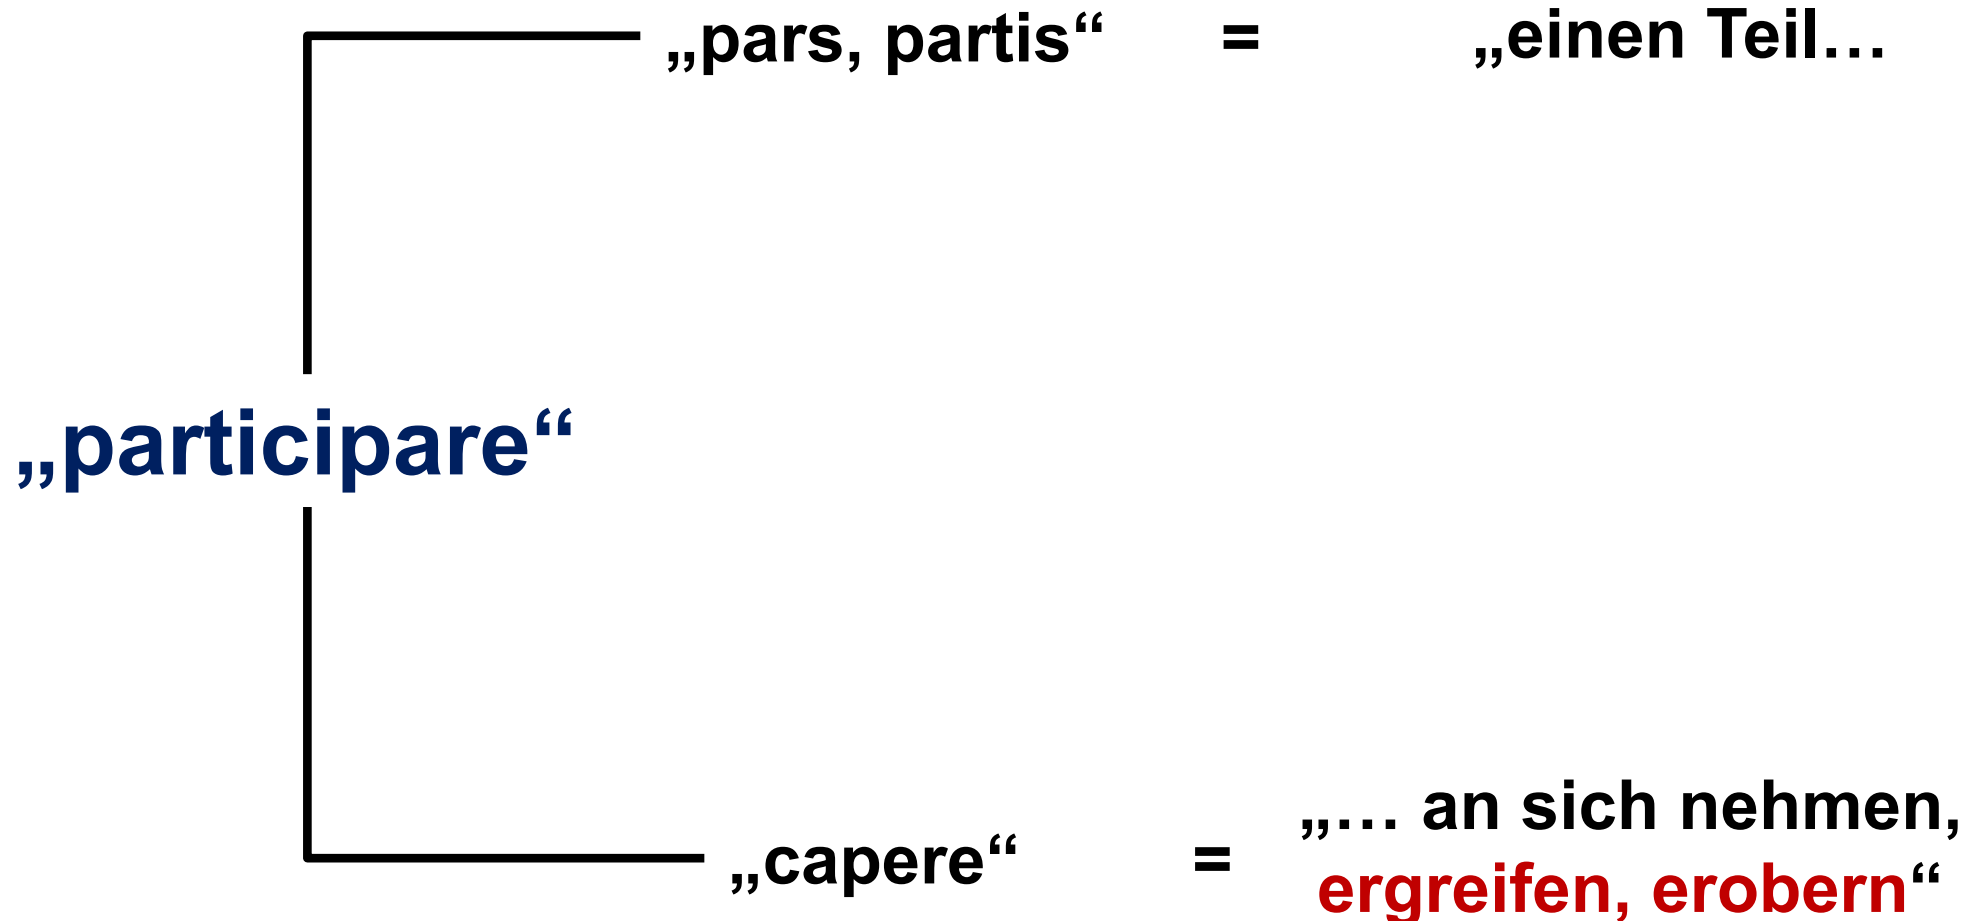 „pars, partis“ = „einen Teil…
„participare“
„… an sich nehmen,
„capere“ =
ergreifen, erobern“